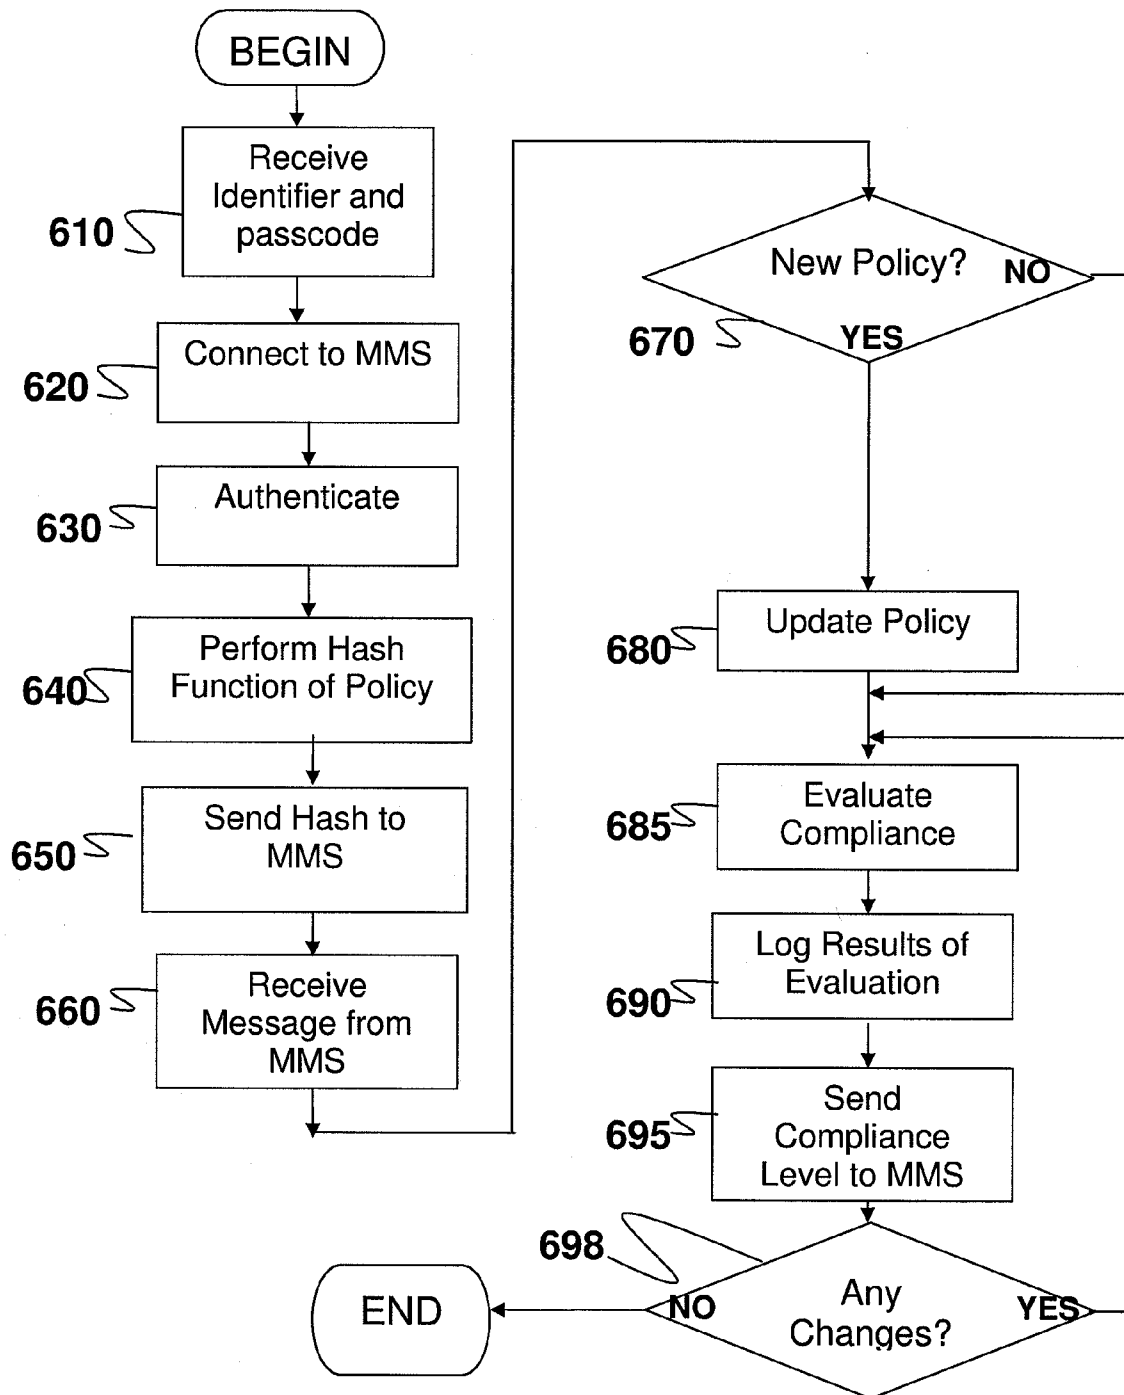 BEGIN
Receive
Identifier and
passcode
610
Connect to MMS
620
Authenticate
630
Perform Hash
Function of Policy
640
Send Hash to
MMS
650
Receive
Message from
MMS
660
New Policy?
NO
YES
670
Update Policy
680
Evaluate
Compliance
685
Log Results of
Evaluation
690
Send
Compliance
Level to MMS
695
698
Any
Changes?
NO
YES
END